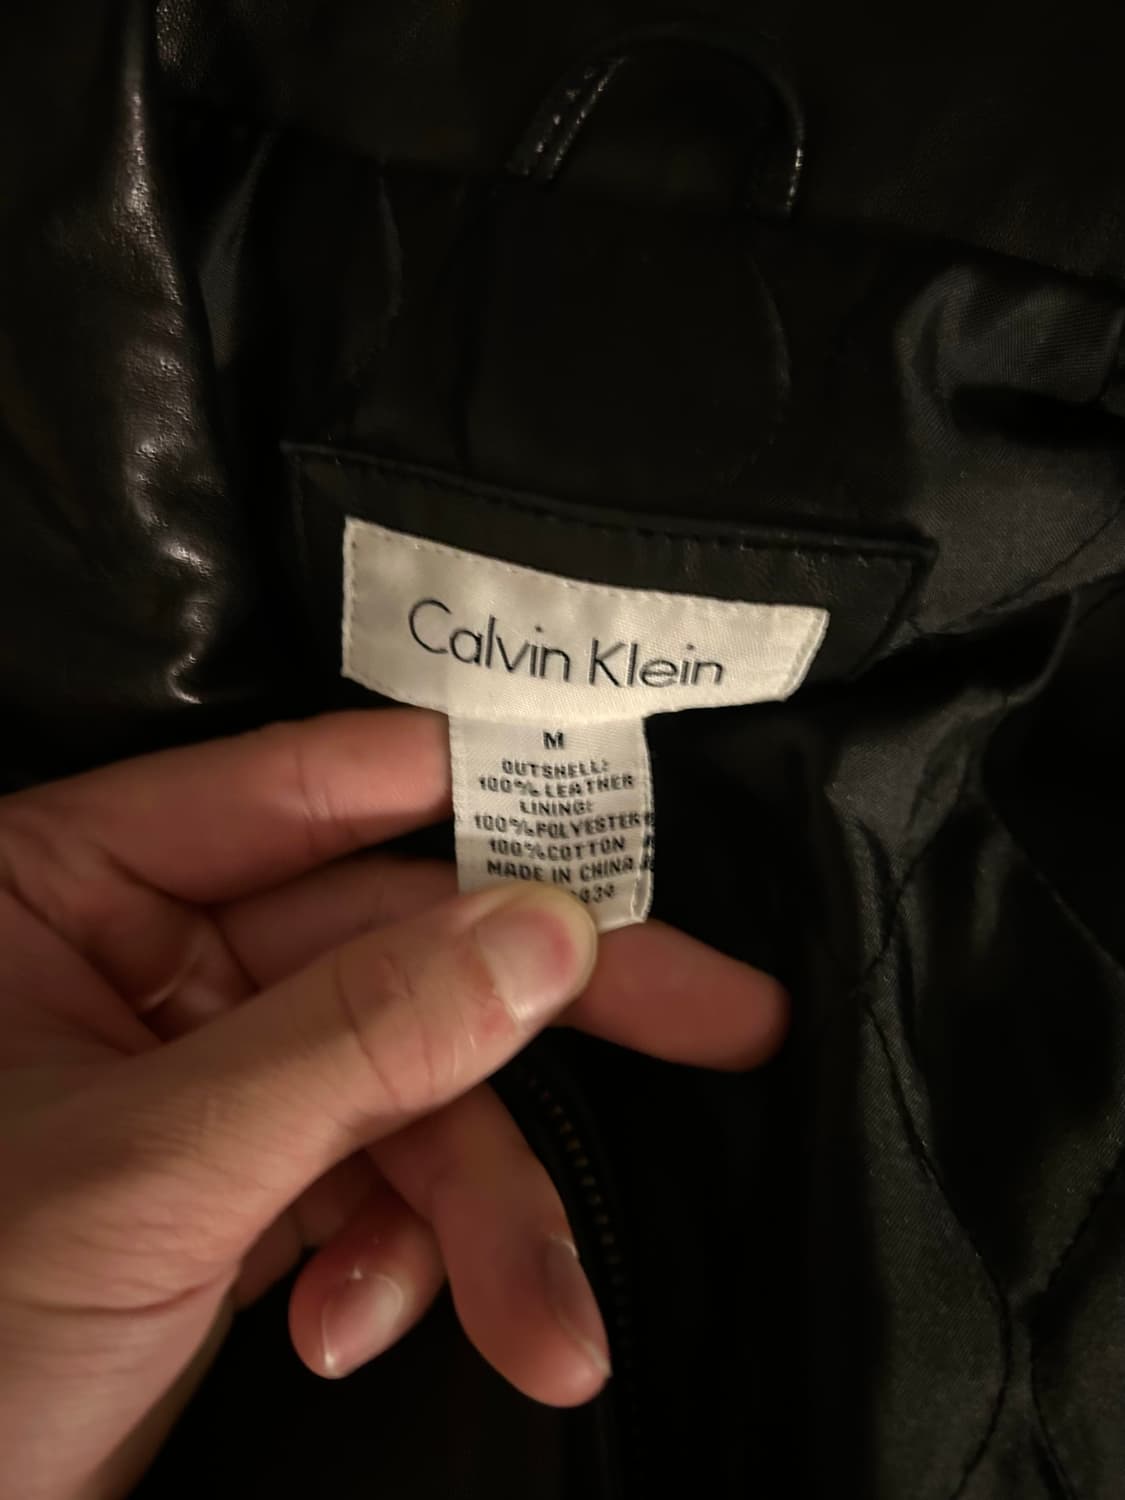 Calvin Klein
M
OUTSHELL:
100% LEATHER
LINING:
100%POLYESTER
100%COTTON
MADE IN CHINA